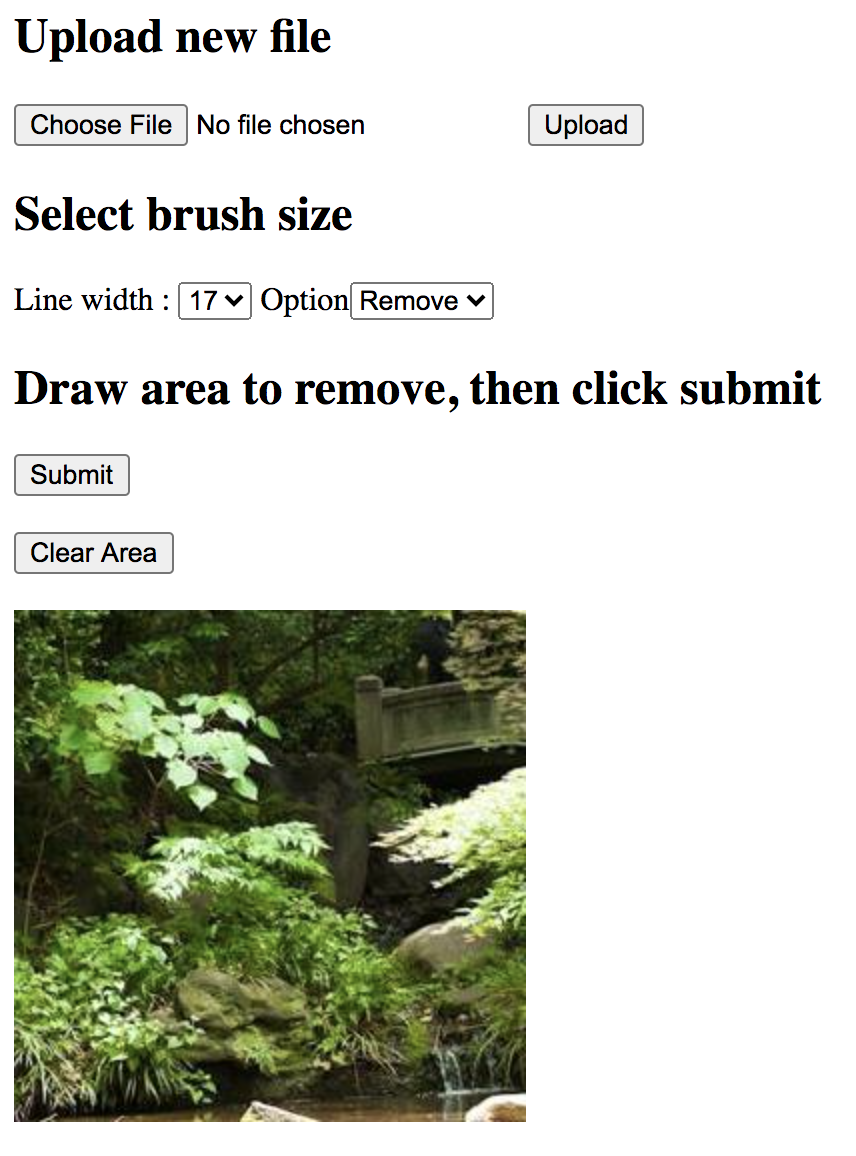 Upload new file
Choose File No file chosen Upload
Select brush size
Line width : 17 Option Remove
Draw area to remove, then click submit
Submit
Clear Area